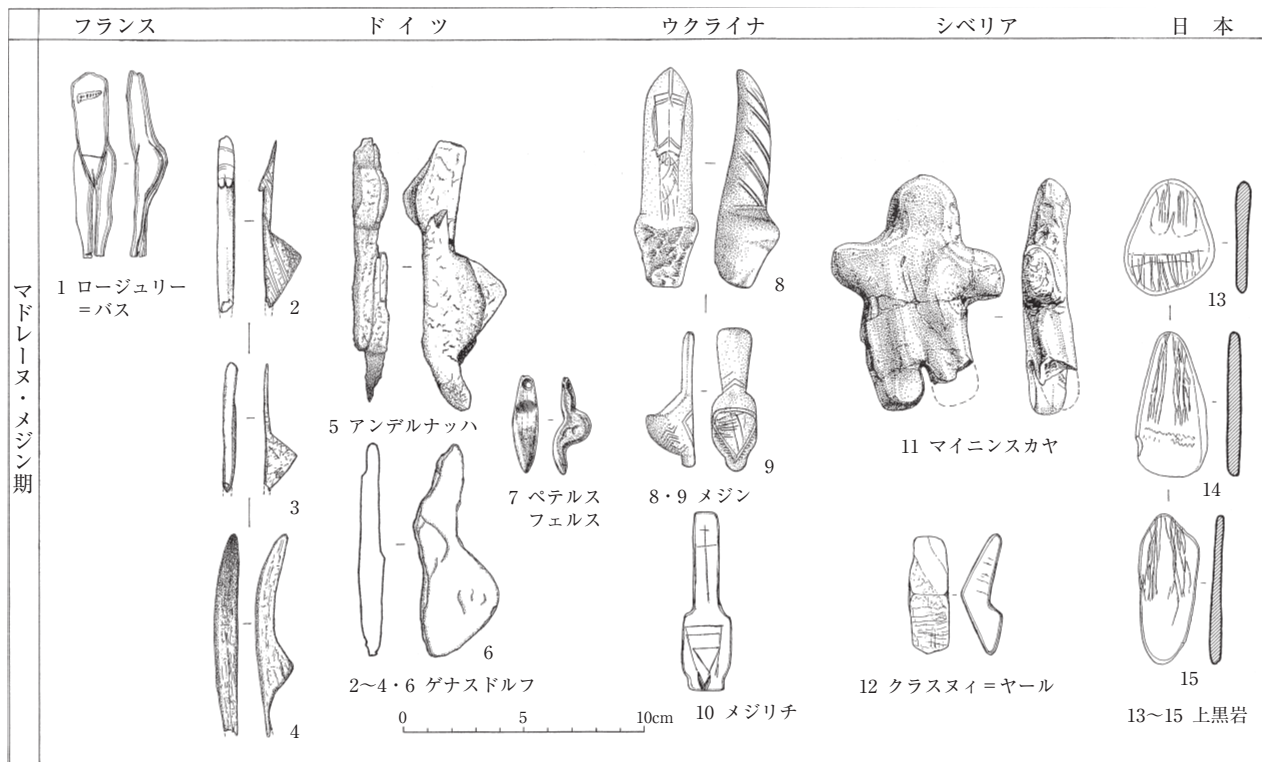 フランス
ドイツ
ウクライナ
シベリア
日本
マドレーヌ・メジン期
1 ロージュリー
=バス
2
3
4
5 アンデルナッハ
6
2～4・6 ゲナスドルフ
7 ペテルス
フェルス
8
9
8・9 メジン
10 メジリチ
11 マイニンスカヤ
12 クラスヌィ=ヤール
13
14
15
13～15 上黒岩
0 5 10cm